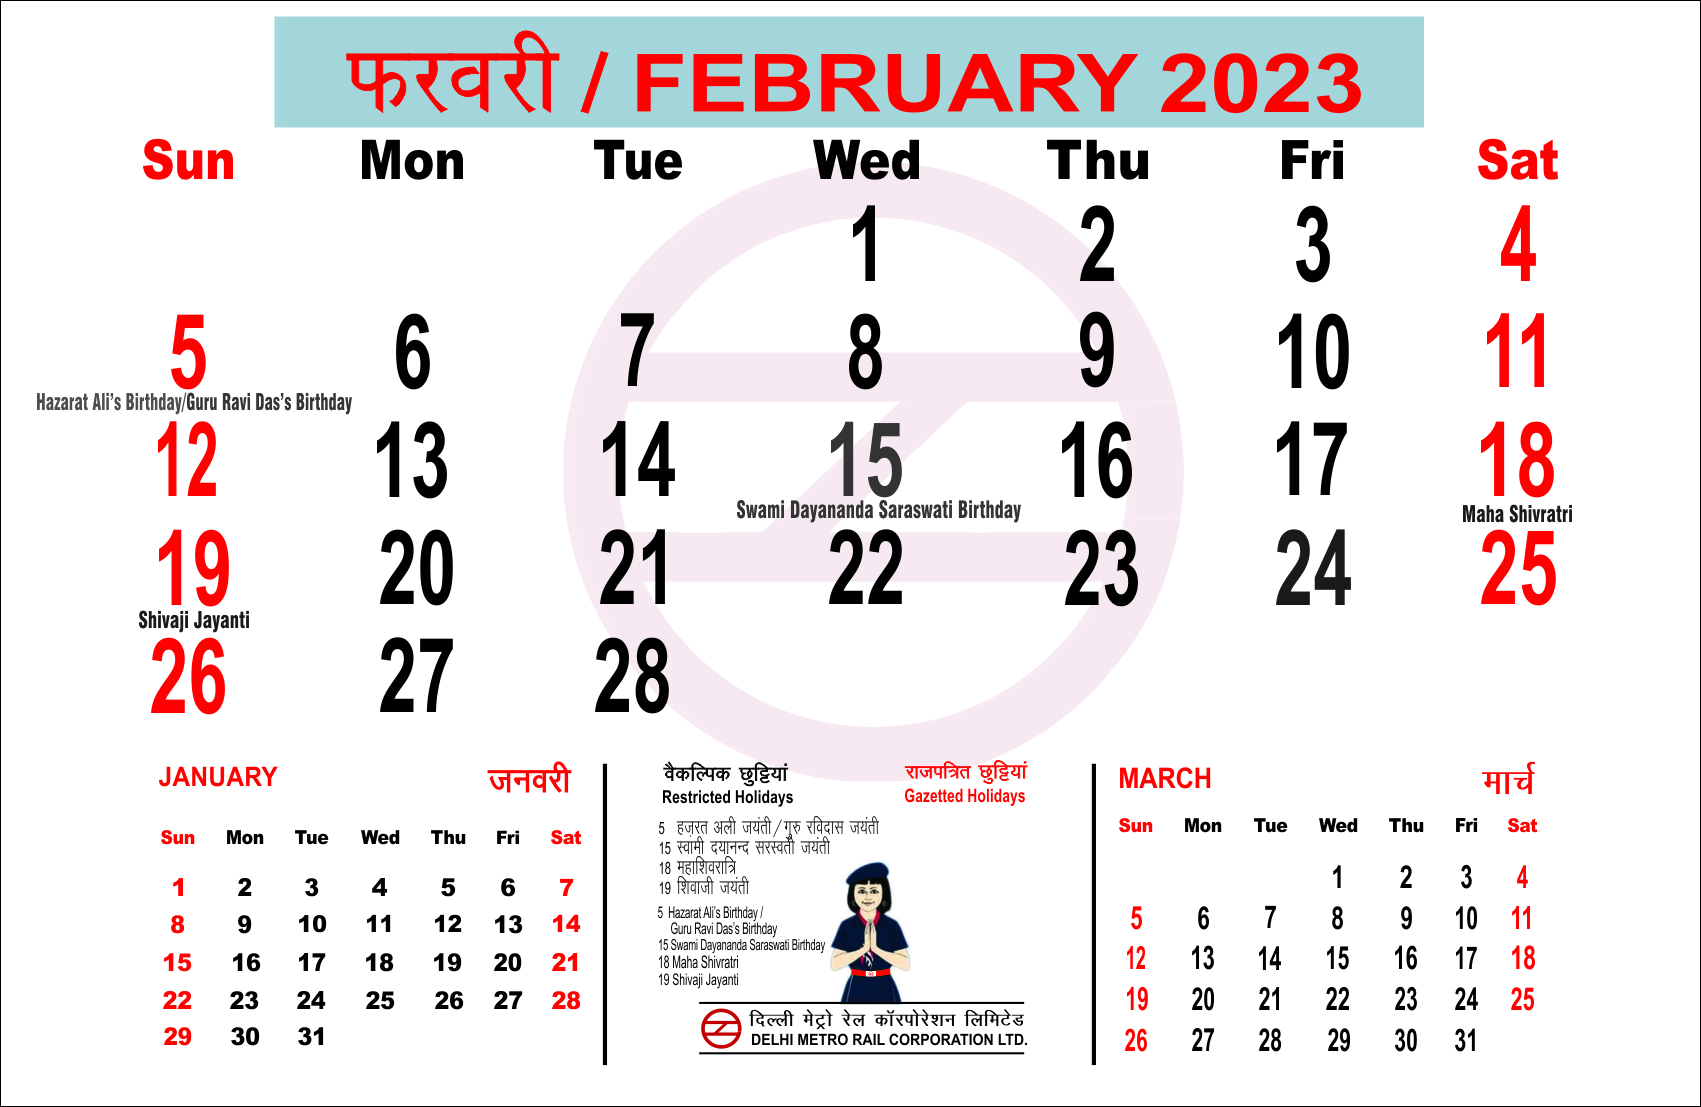 फरवरी / FEBRUARY 2023
Sun Mon Tue Wed Thu Fri Sat
1 2 3 4
5 6 7 8 9 10 11
Hazarat Ali's Birthday/Guru Ravi Das's Birthday
12 13 14 15 16 17 18
Swami Dayananda Saraswati Birthday
Maha Shivratri
19 20 21 22 23 24 25
Shivaji Jayanti
26 27 28
JANUARY जनवरी
Sun Mon Tue Wed Thu Fri Sat
1 2 3 4 5 6 7
8 9 10 11 12 13 14
15 16 17 18 19 20 21
22 23 24 25 26 27 28
29 30 31
वैकल्पिक छुट्टियां
Restricted Holidays
राजपत्रित छुट्टियां
Gazetted Holidays
5 हज़रत अली जयंती/गुरु रविदास जयंती
15 स्वामी दयानन्द सरस्वती जयंती
18 महाशिवरात्रि
19 शिवाजी जयंती
5 Hazarat Ali's Birthday /
Guru Ravi Das's Birthday
15 Swami Dayananda Saraswati Birthday
18 Maha Shivratri
19 Shivaji Jayanti
दिल्ली मेट्रो रेल कॉरपोरेशन लिमिटेड
DELHI METRO RAIL CORPORATION LTD.
MARCH मार्च
Sun Mon Tue Wed Thu Fri Sat
1 2 3 4
5 6 7 8 9 10 11
12 13 14 15 16 17 18
19 20 21 22 23 24 25
26 27 28 29 30 31